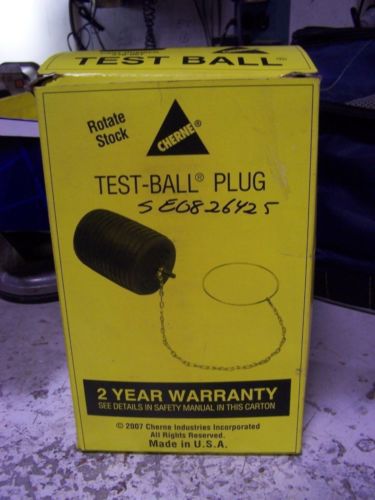 TEST BALL®
Rotate
Stock
CHERNE®
TEST-BALL® PLUG
SE0826425
2 YEAR WARRANTY
SEE DETAILS IN SAFETY MANUAL IN THIS CARTON
© 2007 Cherne Industries Incorporated
All Rights Reserved.
Made in U.S.A.